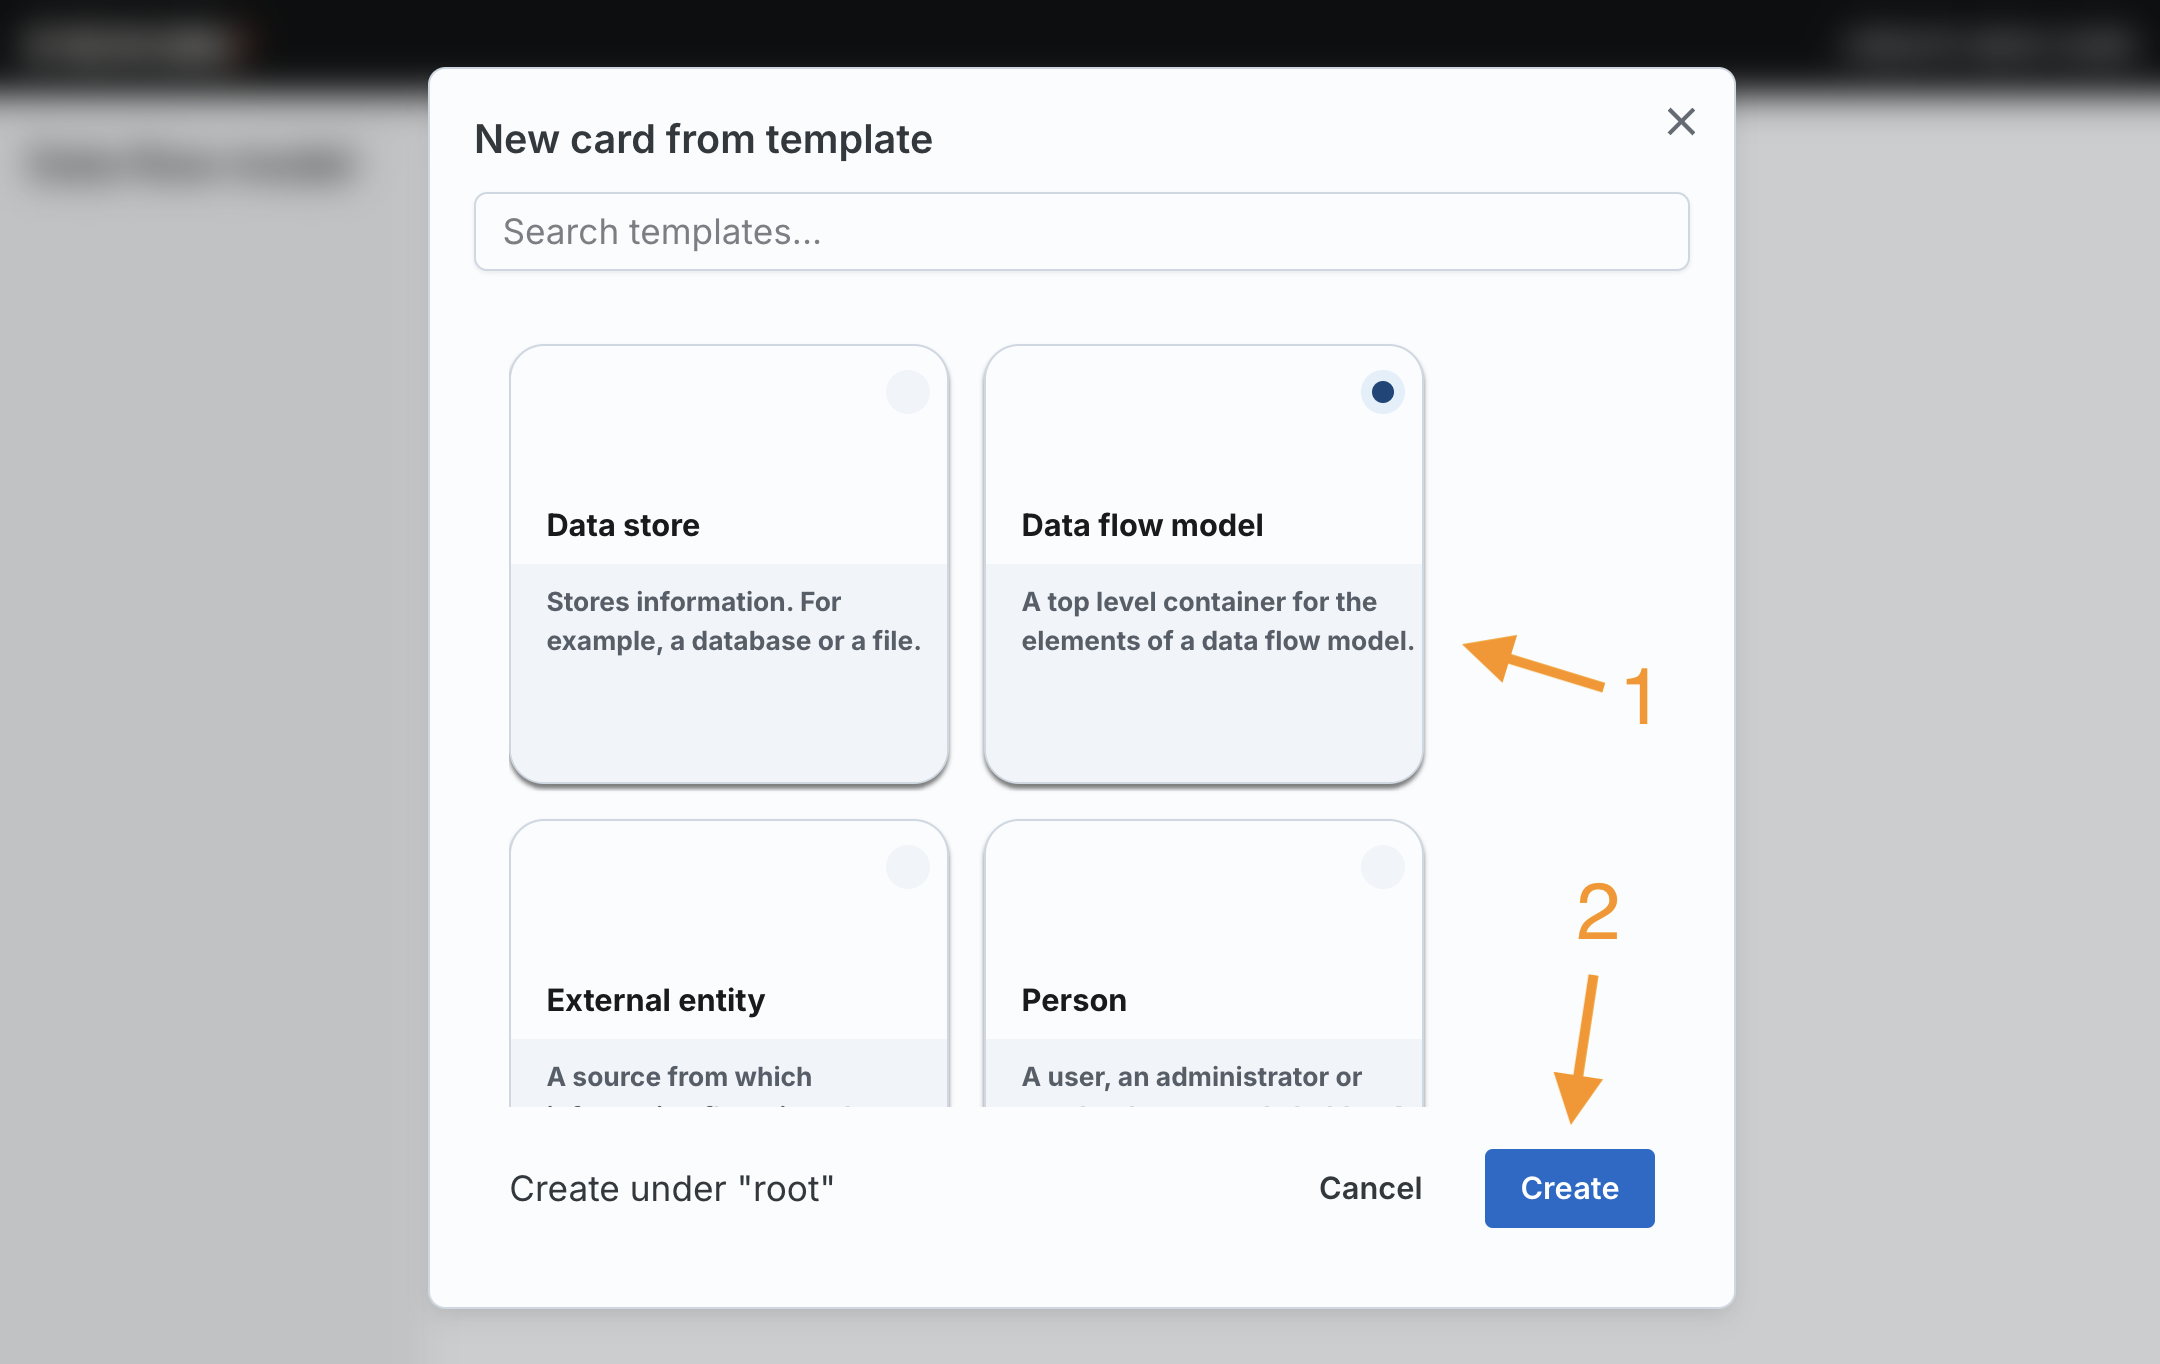 New card from template
Search templates...
Data store
Stores information. For
example, a database or a file.
Data flow model
A top level container for the
elements of a data flow model.
1
External entity
A source from which
Person
A user, an administrator or
2
Create under "root"
Cancel
Create